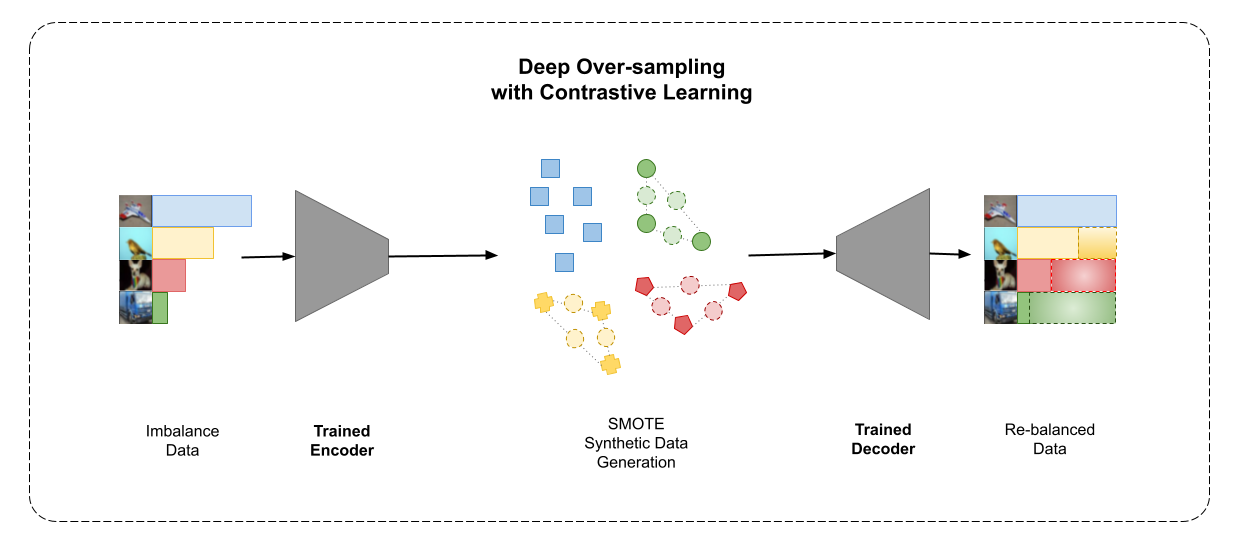 Deep Over-sampling
with Contrastive Learning
Imbalance
Data
Trained
Encoder
SMOTE
Synthetic Data
Generation
Trained
Decoder
Re-balanced
Data